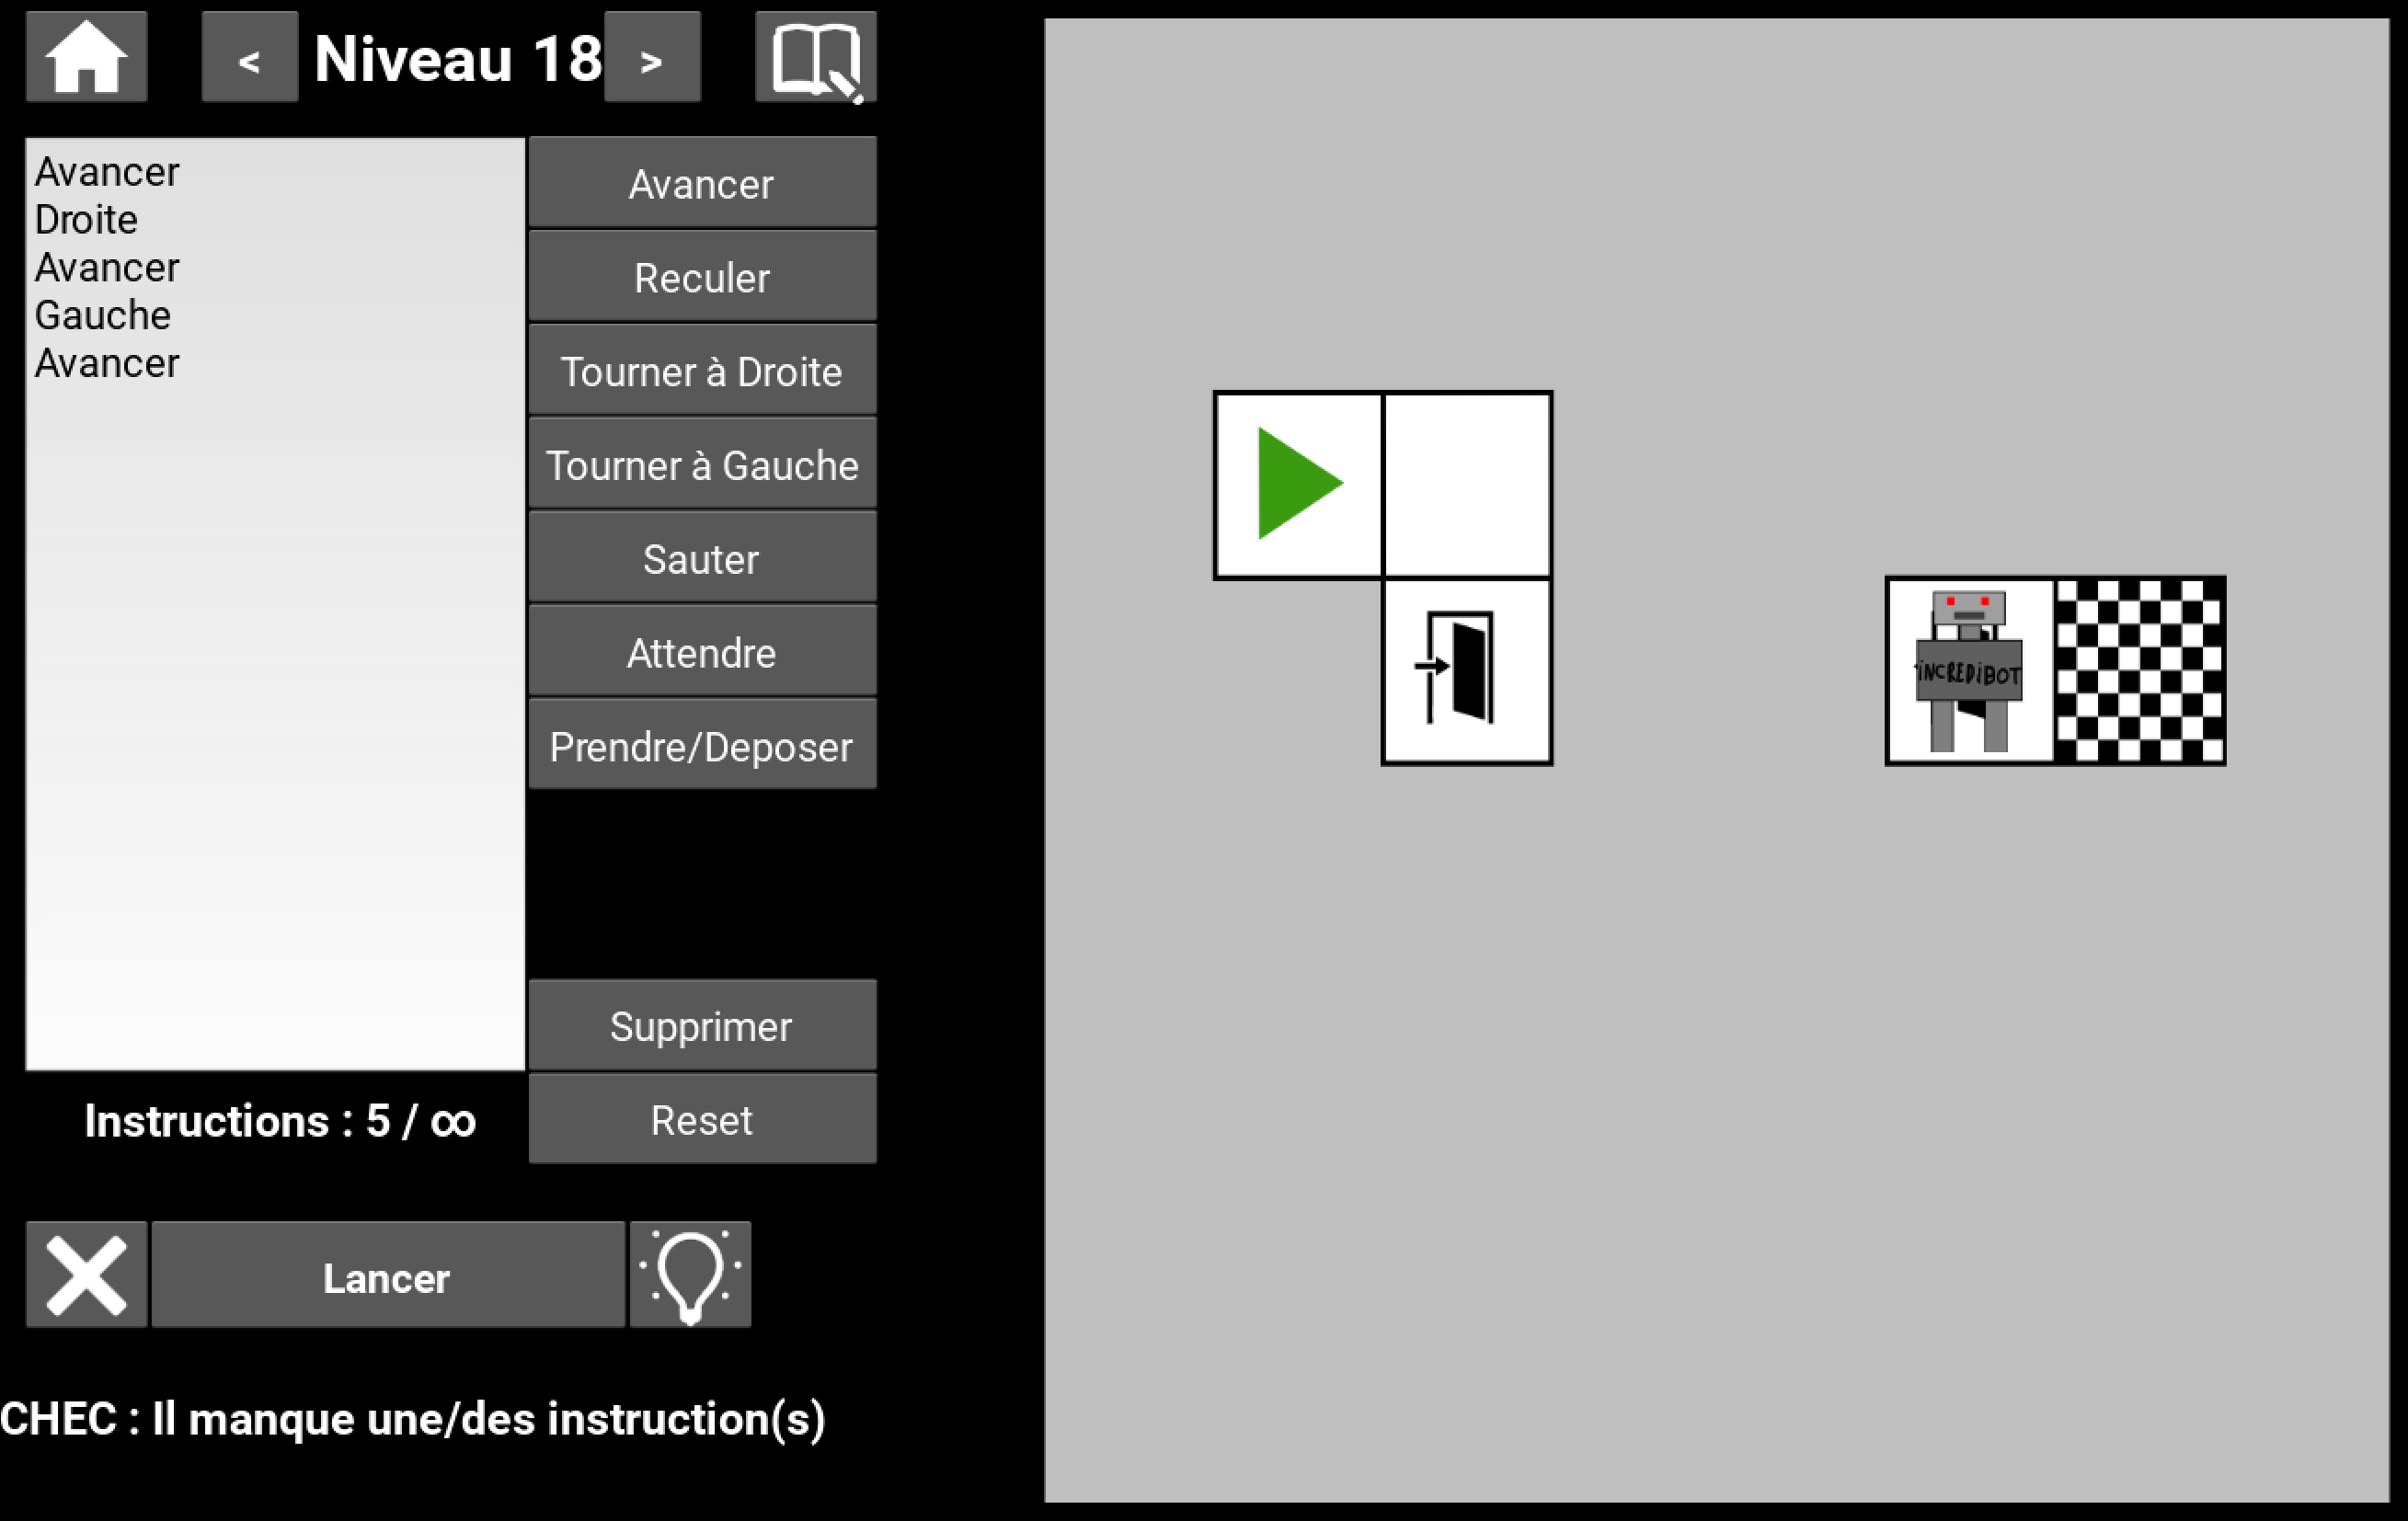 < Niveau 18 >
Avancer
Droite
Avancer
Gauche
Avancer
Avancer
Reculer
Tourner à Droite
Tourner à Gauche
Sauter
Attendre
Prendre/Deposer
Supprimer
Reset
Instructions : 5 / ∞
Lancer
CHEC : Il manque une/des instruction(s)
INCREDiBOT